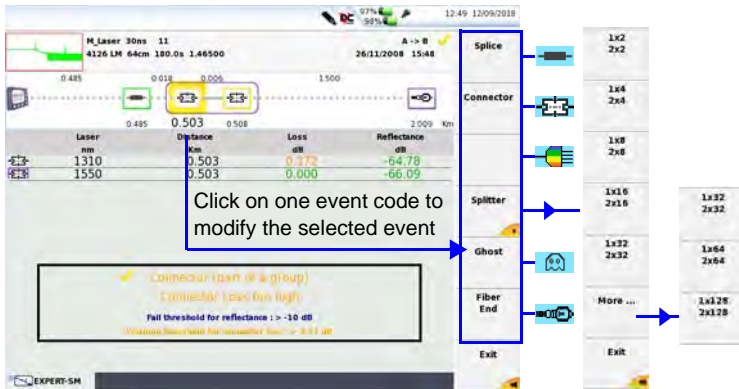 97%
98%
12:49 12/09/2018
M_Laser 30ns 11
4126 LM 64cm 180.0s 1.46500
A -> B
26/11/2008 15:48
0.485 0.018 0.006 1.500
0.485 0.503 0.508 2.009 Km
Laser Distance Loss Reflectance
nm Km dB dB
1310 0.503 0.172 -64.78
1550 0.503 0.000 -66.09
Click on one event code to
modify the selected event
Connector (part of a group)
Connector Loss too high
Fail threshold for reflectance : > -10 dB
EXPERT-SM
Splice
Connector
Splitter
Ghost
Fiber
End
Exit
1x2
2x2
1x4
2x4
1x8
2x8
1x16
2x16
1x32
2x32
More ...
Exit
1x32
2x32
1x64
2x64
1x128
2x128